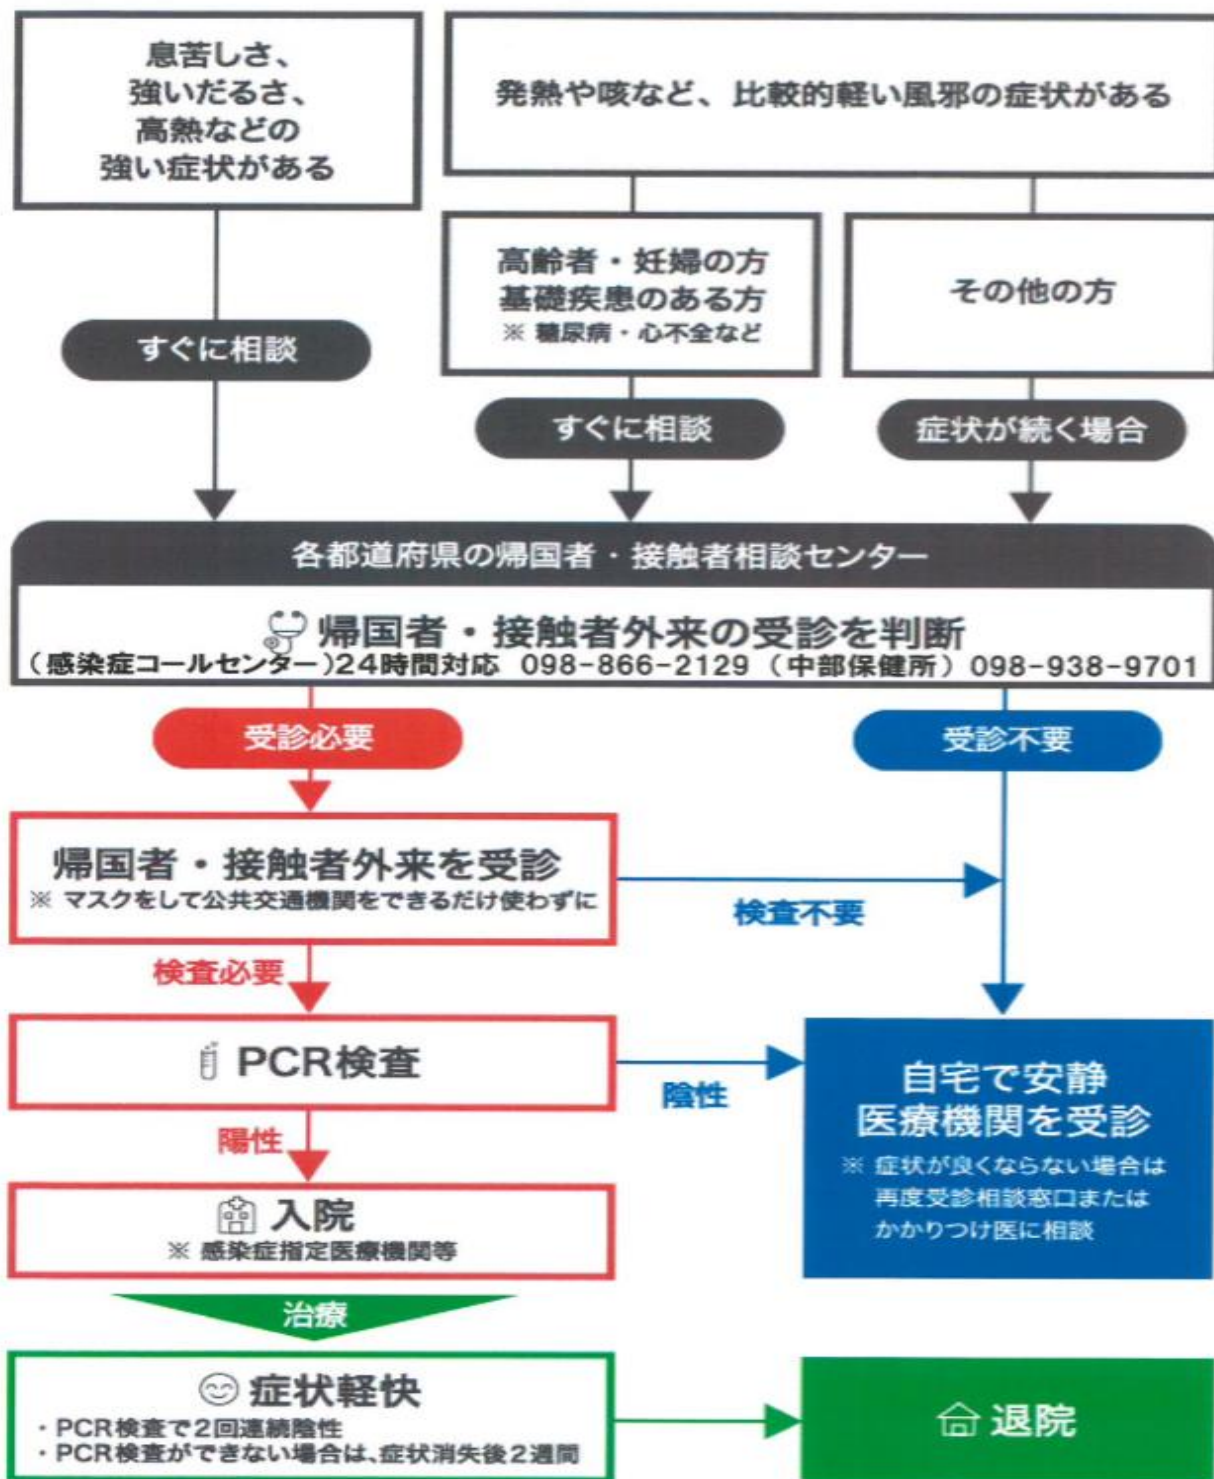 息苦しさ、
強いだるさ、
高熱などの
強い症状がある
発熱や咳など、比較的軽い風邪の症状がある
高齢者・妊婦の方
基礎疾患のある方
※ 糖尿病・心不全など
その他の方
すぐに相談
すぐに相談
症状が続く場合
各都道府県の帰国者・接触者相談センター
帰国者・接触者外来の受診を判断
（感染症コールセンター）24時間対応 098-866-2129（中部保健所）098-938-9701
受診必要
受診不要
帰国者・接触者外来を受診
※ マスクをして公共交通機関をできるだけ使わずに
検査不要
検査必要
PCR検査
陰性
陽性
自宅で安静
医療機関を受診
※ 症状が良くならない場合は
再度受診相談窓口または
かかりつけ医に相談
入院
※ 感染症指定医療機関等
治療
症状軽快
・PCR検査で2回連続陰性
・PCR検査ができない場合は、症状消失後2週間
退院